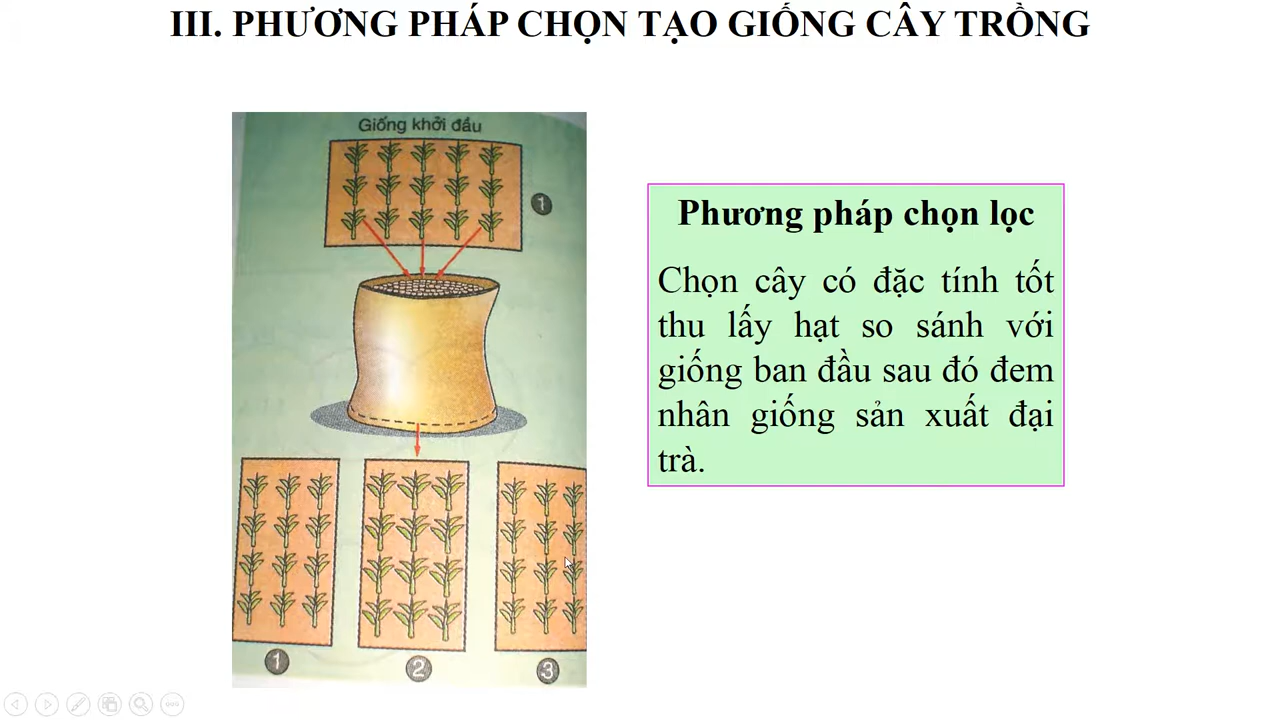 III. PHƯƠNG PHÁP CHỌN TẠO GIỐNG CÂY TRỒNG
Giống khởi đầu
1
Phương pháp chọn lọc
Chọn cây có đặc tính tốt
thu lấy hạt so sánh với
giống ban đầu sau đó đem
nhân giống sản xuất đại
trà.
1
2
3